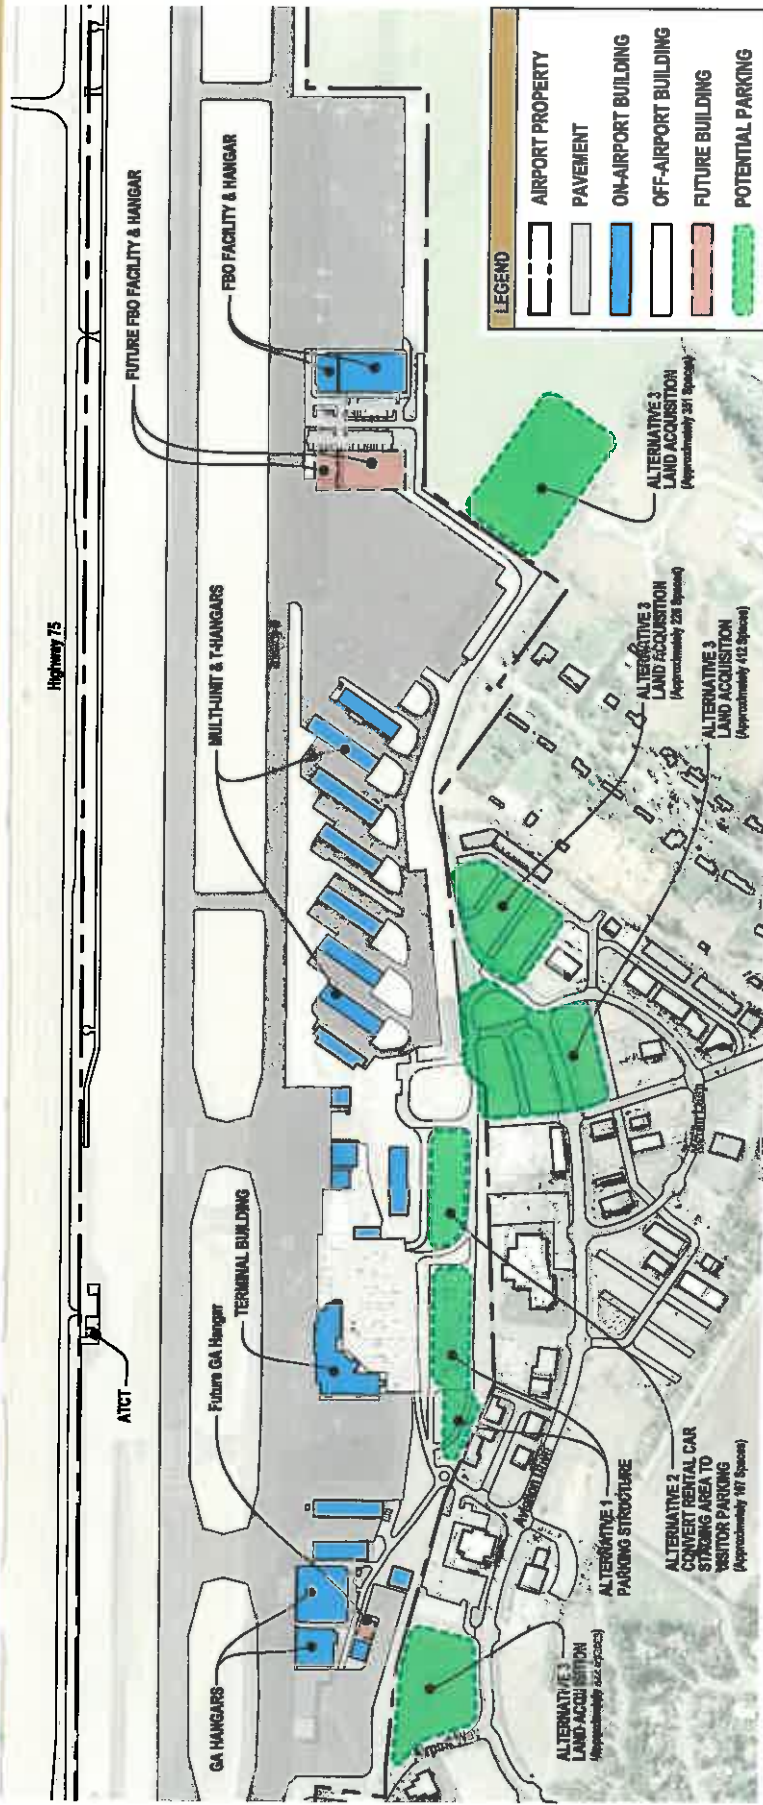 Highway 75
FUTURE FBO FACILITY & HANGAR
FBO FACILITY & HANGAR
MULTI-UNIT & T-HANGARS
ATCT
Future GA Hanger
TERMINAL BUILDING
GA HANGARS
ALTERNATIVE 3
LAND ACQUISITION
ALTERNATIVE 1
PARKING STRUCTURE
ALTERNATIVE 2
CONVERT RENTAL CAR
STAGING AREA TO
VISITOR PARKING
(Approximately 167 Spaces)
ALTERNATIVE 3
LAND ACQUISITION
(Approximately 412 Spaces)
ALTERNATIVE 3
LAND ACQUISITION
(Approximately 226 Spaces)
ALTERNATIVE 3
LAND ACQUISITION
(Approximately 351 Spaces)
Aviation Drive
LEGEND
AIRPORT PROPERTY
PAVEMENT
ON-AIRPORT BUILDING
OFF-AIRPORT BUILDING
FUTURE BUILDING
POTENTIAL PARKING